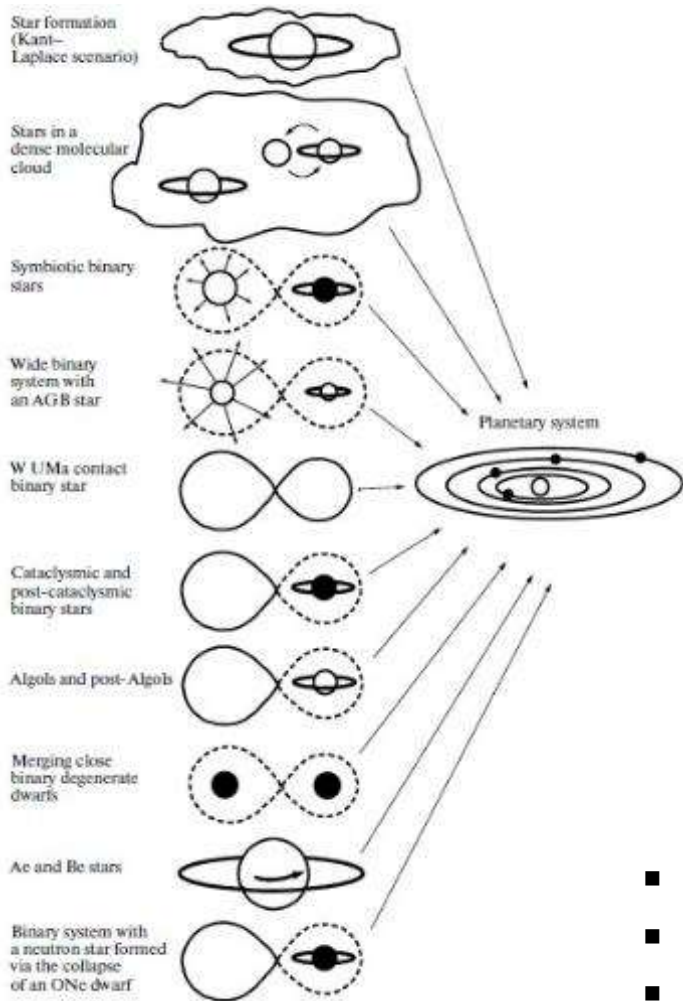 Star formation
(Kant–
Laplace scenario)
Stars in a
dense molecular
cloud
Symbiotic binary
stars
Wide binary
system with
an AGB star
Planetary system
W UMa contact
binary star
Cataclysmic and
post-cataclysmic
binary stars
Algols and post-Algols
Merging close
binary degenerate
dwarfs
Ae and Be stars
Binary system with
a neutron star formed
via the collapse
of an ONe dwarf